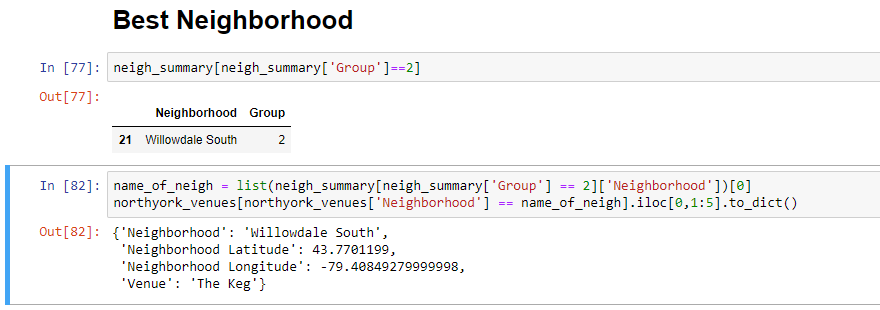 Best Neighborhood
In [77]: neigh_summary[neigh_summary['Group']==2]
Out[77]:
Neighborhood Group
21 Willowdale South 2
In [82]: name_of_neigh = list(neigh_summary[neigh_summary['Group'] == 2]['Neighborhood'])[0]
northyork_venues[northyork_venues['Neighborhood'] == name_of_neigh].iloc[0,1:5].to_dict()
Out[82]: {'Neighborhood': 'Willowdale South',
'Neighborhood Latitude': 43.7701199,
'Neighborhood Longitude': -79.40849279999998,
'Venue': 'The Keg'}